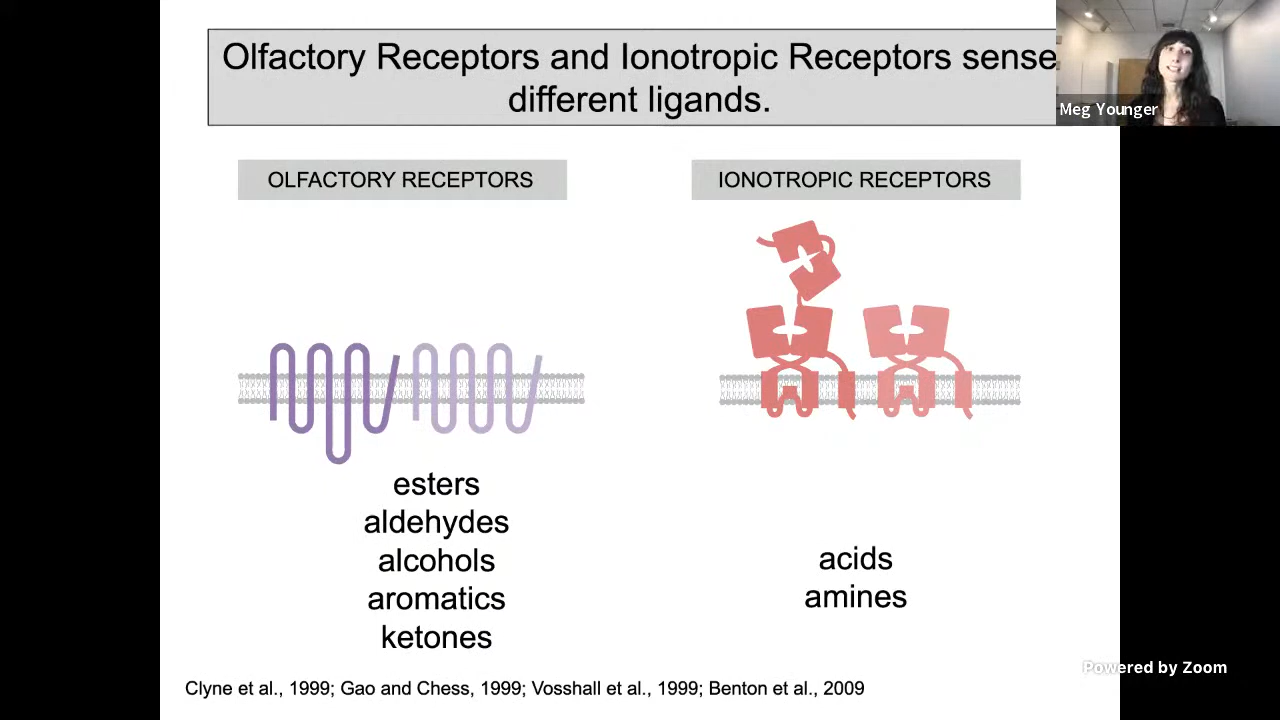 Olfactory Receptors and Ionotropic Receptors sense
different ligands.
Meg Younger
OLFACTORY RECEPTORS
IONOTROPIC RECEPTORS
esters
aldehydes
alcohols
aromatics
ketones
acids
amines
Powered by Zoom
Clyne et al., 1999; Gao and Chess, 1999; Vosshall et al., 1999; Benton et al., 2009